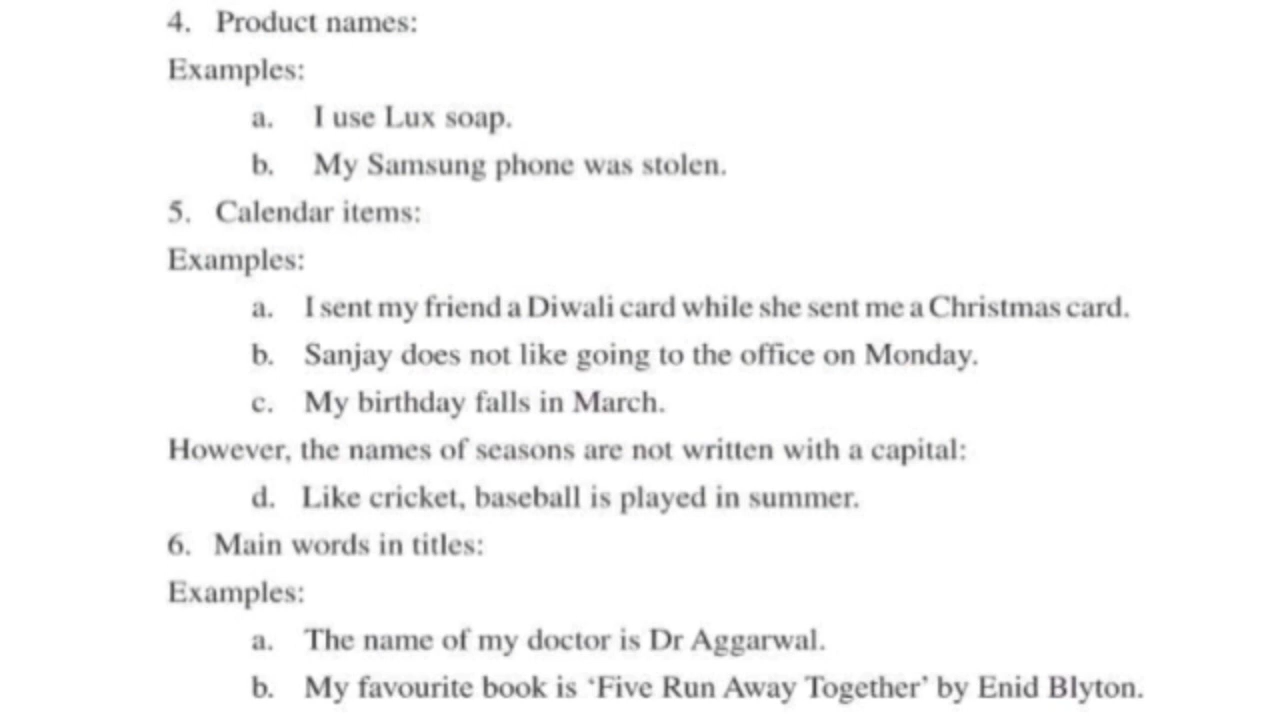 4. Product names:
Examples:
a. I use Lux soap.
b. My Samsung phone was stolen.
5. Calendar items:
Examples:
a. I sent my friend a Diwali card while she sent me a Christmas card.
b. Sanjay does not like going to the office on Monday.
c. My birthday falls in March.
However, the names of seasons are not written with a capital:
d. Like cricket, baseball is played in summer.
6. Main words in titles:
Examples:
a. The name of my doctor is Dr Aggarwal.
b. My favourite book is ‘Five Run Away Together’ by Enid Blyton.